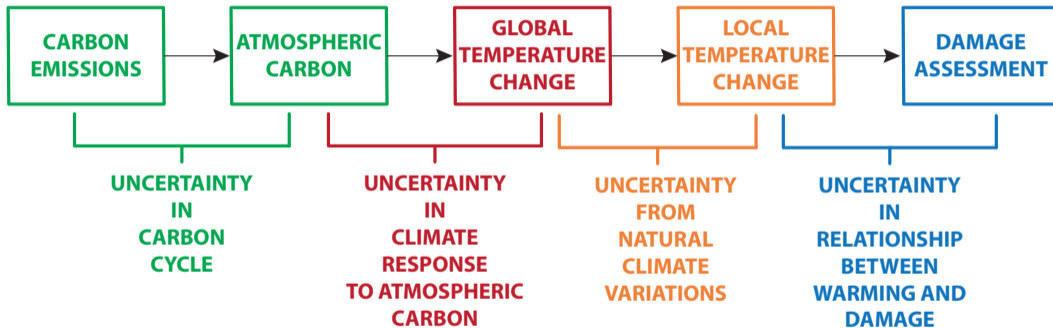 CARBON
EMISSIONS
ATMOSPHERIC
CARBON
GLOBAL
TEMPERATURE
CHANGE
LOCAL
TEMPERATURE
CHANGE
DAMAGE
ASSESSMENT
UNCERTAINTY
IN
CARBON
CYCLE
UNCERTAINTY
IN
CLIMATE
RESPONSE
TO ATMOSPHERIC
CARBON
UNCERTAINTY
FROM
NATURAL
CLIMATE
VARIATIONS
UNCERTAINTY
IN
RELATIONSHIP
BETWEEN
WARMING AND
DAMAGE